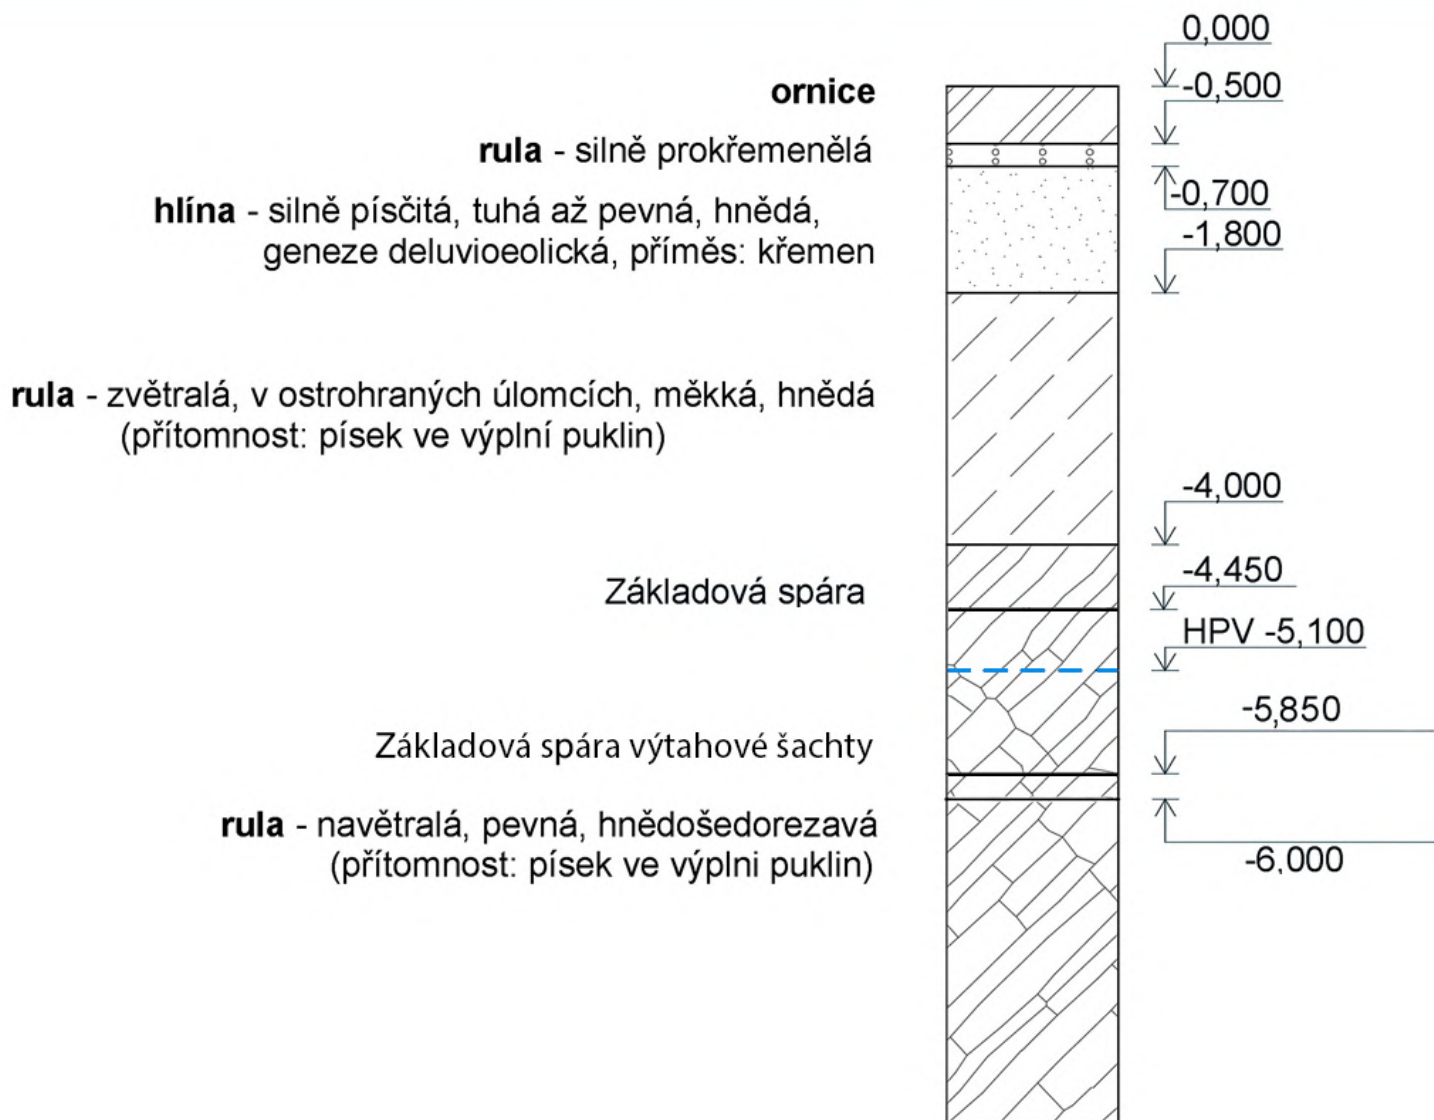 0,000
ornice
-0,500
rula - silně prokřemenělá
-0,700
hlína - silně písčitá, tuhá až pevná, hnědá,
geneze deluvioeolická, příměs: křemen
-1,800
rula - zvětralá, v ostrohraných úlomcích, měkká, hnědá
(přítomnost: písek ve výplní puklin)
-4,000
-4,450
Základová spára
HPV -5,100
-5,850
Základová spára výtahové šachty
rula - navětralá, pevná, hnědošedorezavá
(přítomnost: písek ve výplni puklin)
-6,000